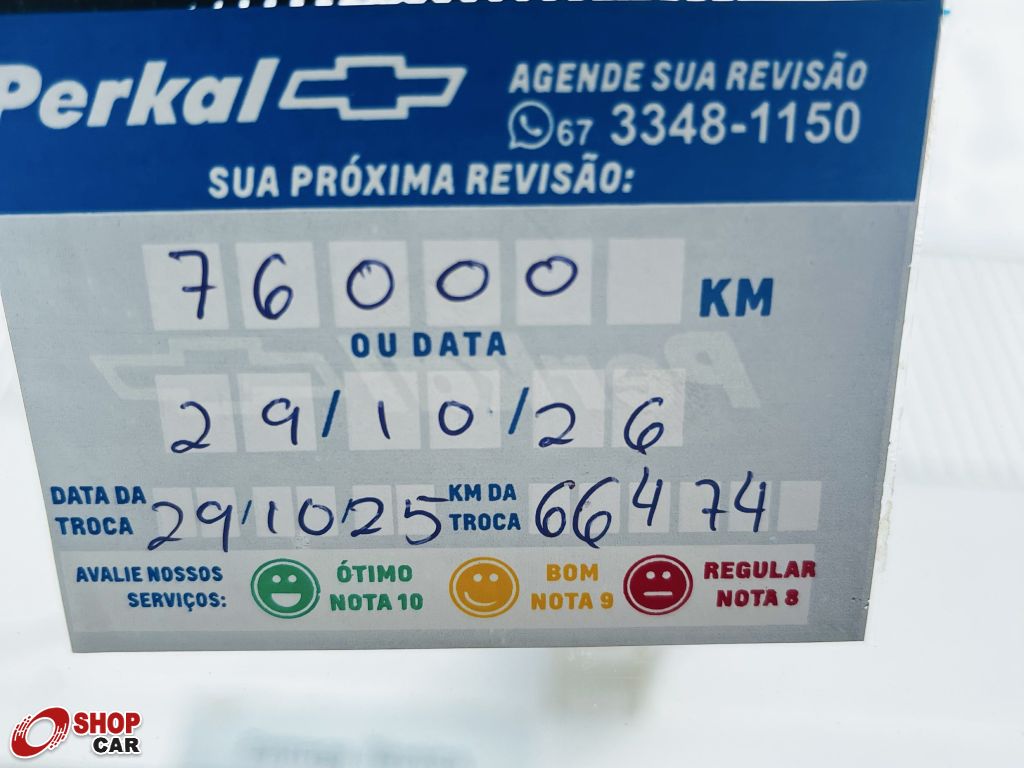 Perkal
AGENDE SUA REVISÃO
67 3348-1150
SUA PRÓXIMA REVISÃO:
76000 KM
OU DATA
29/10/26
DATA DA TROCA 29/10/25 KM DA TROCA 66474
AVALIE NOSSOS SERVIÇOS:
ÓTIMO NOTA 10
BOM NOTA 9
REGULAR NOTA 8
SHOP CAR